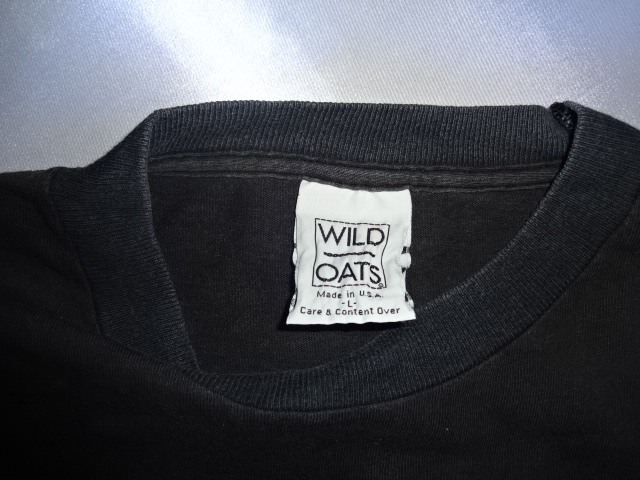 WILD
OATS®
Made in U.S.A.
-L-
Care & Content Over